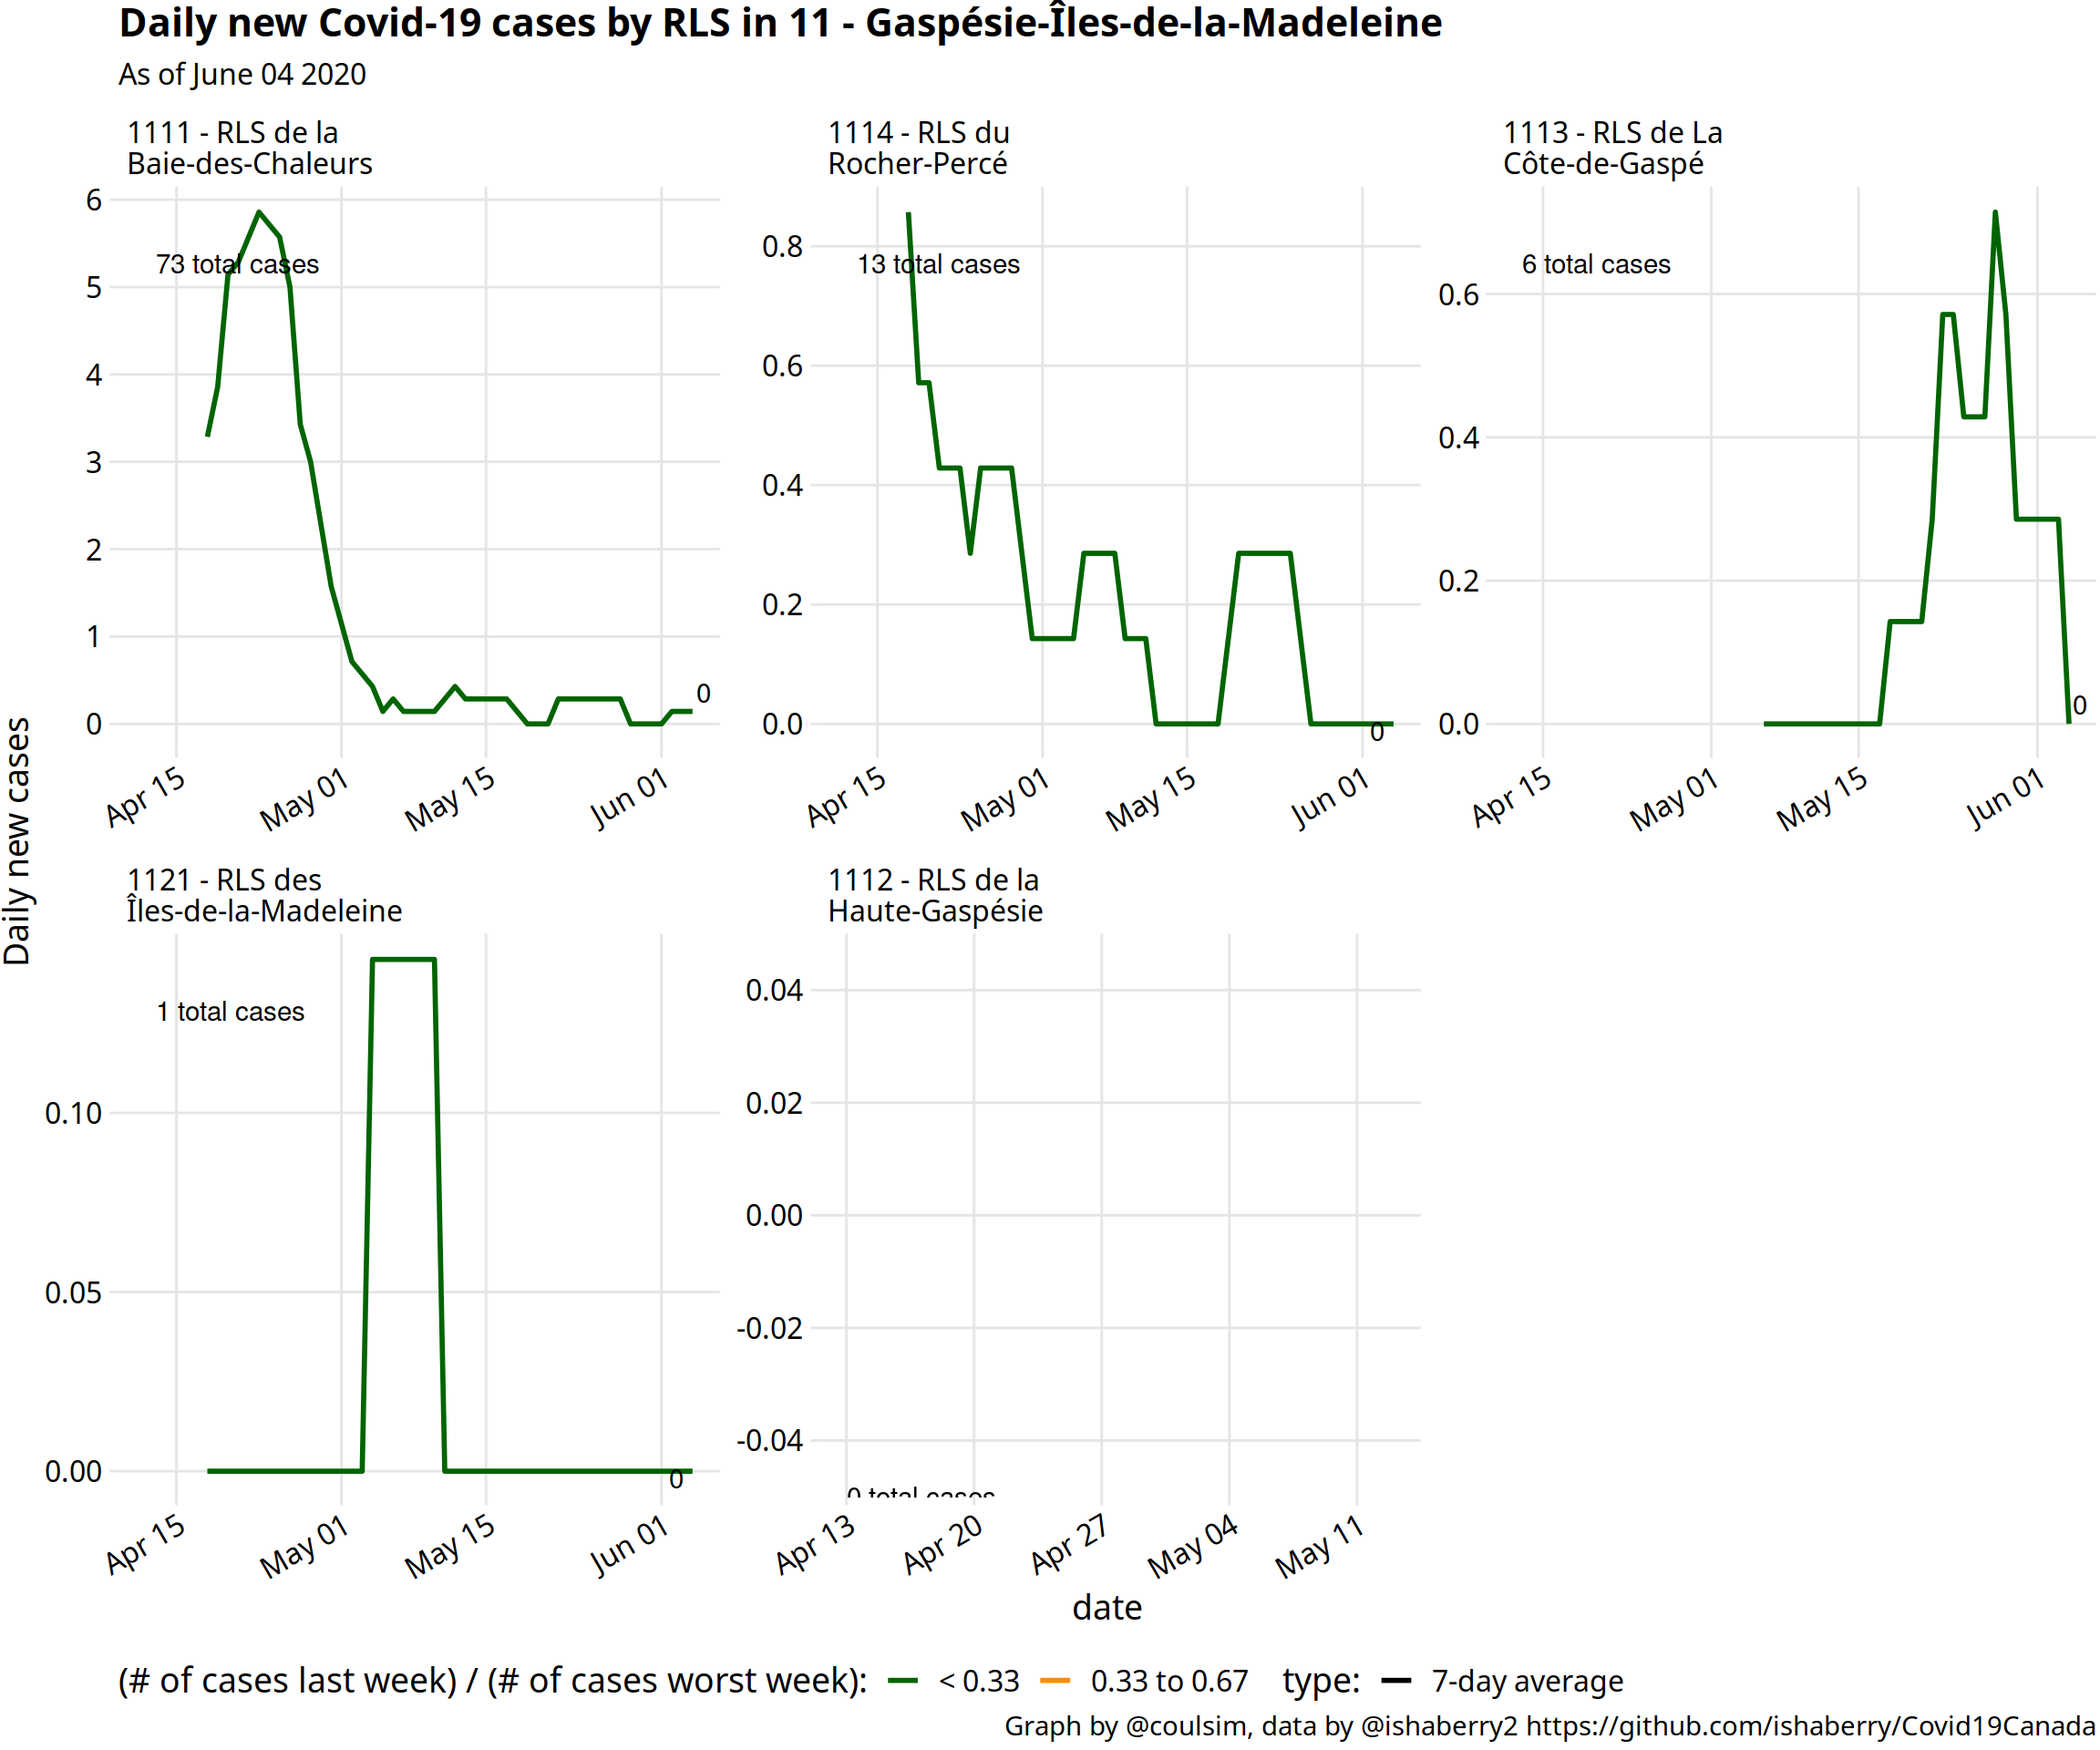 Daily new Covid-19 cases by RLS in 11 - Gaspésie-Îles-de-la-Madeleine
As of June 04 2020
1111 - RLS de la
Baie-des-Chaleurs
6
5
4
3
2
1
0
73 total cases
0
Apr 15
May 01
May 15
Jun 01
1114 - RLS du
Rocher-Percé
0.8
0.6
0.4
0.2
0.0
13 total cases
0
Apr 15
May 01
May 15
Jun 01
1113 - RLS de La
Côte-de-Gaspé
0.6
0.4
0.2
0.0
6 total cases
0
Apr 15
May 01
May 15
Jun 01
Daily new cases
1121 - RLS des
Îles-de-la-Madeleine
0.10
0.05
0.00
1 total cases
0
Apr 15
May 01
May 15
Jun 01
1112 - RLS de la
Haute-Gaspésie
0.04
0.02
0.00
-0.02
-0.04
0 total cases
Apr 13
Apr 20
Apr 27
May 04
May 11
date
(# of cases last week) / (# of cases worst week): < 0.33 0.33 to 0.67 type: 7-day average
Graph by @coulsim, data by @ishaberry2 https://github.com/ishaberry/Covid19Canada